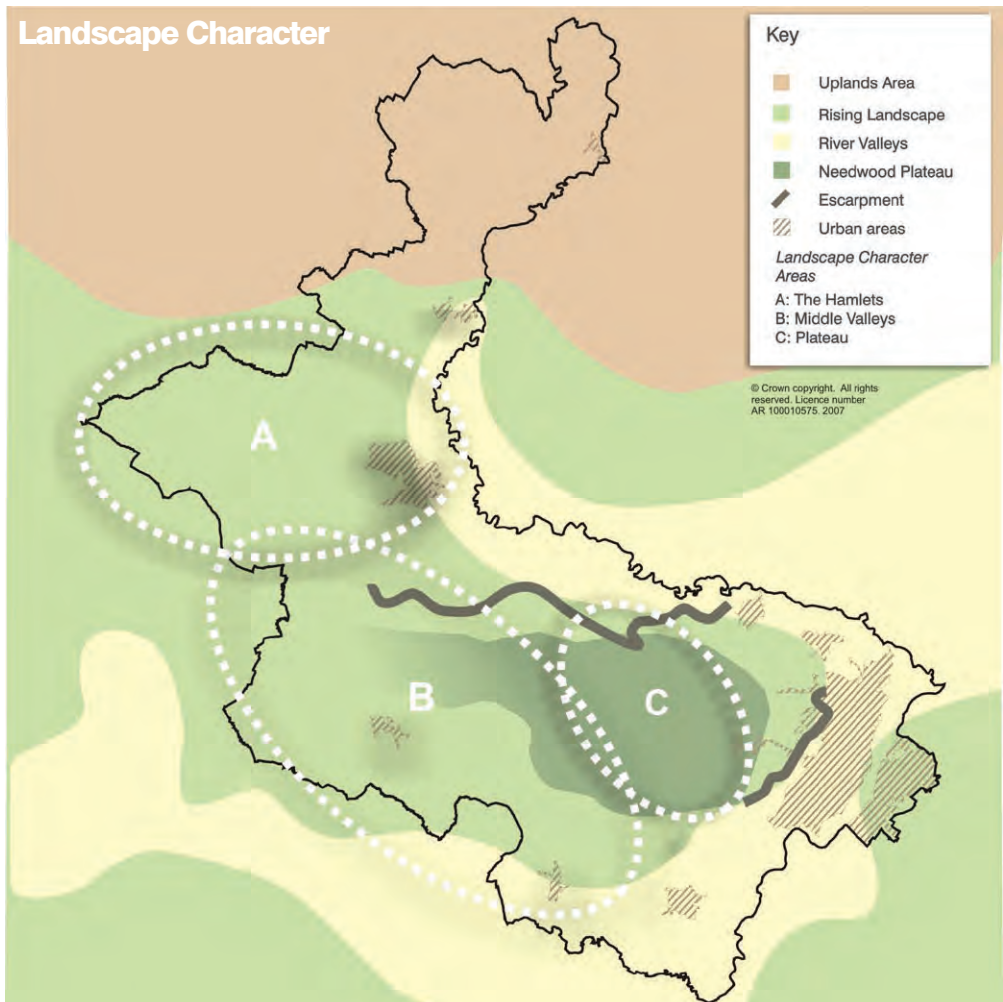 Landscape Character
Key
Uplands Area
Rising Landscape
River Valleys
Needwood Plateau
Escarpment
Urban areas
Landscape Character
Areas
A: The Hamlets
B: Middle Valleys
C: Plateau
© Crown copyright. All rights
reserved. Licence number
AR 100010575. 2007
A
B
C